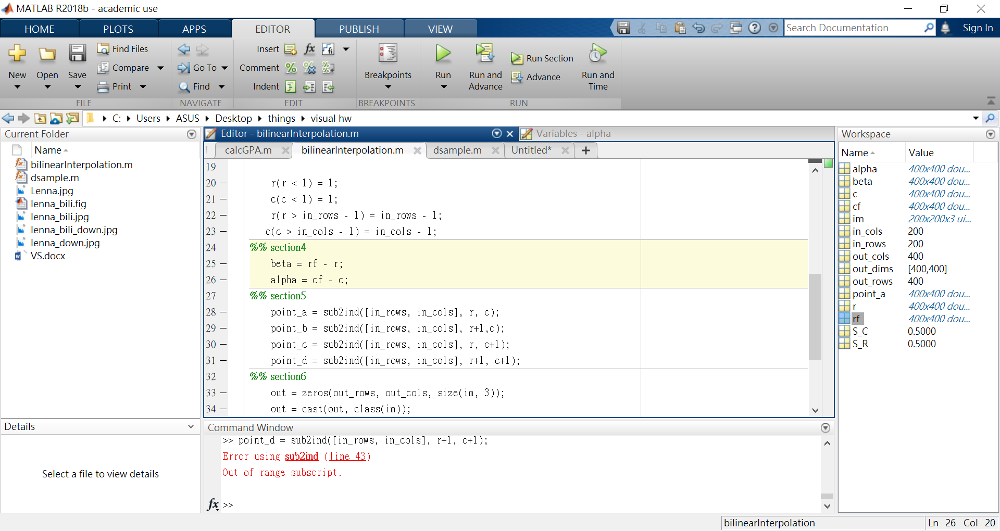 MATLAB R2018b - academic use
HOME PLOTS APPS EDITOR PUBLISH VIEW
Search Documentation
Sign In
New
Open
Save
Find Files
Compare
Print
FILE
Go To
Find
NAVIGATE
Insert
Comment
Indent
EDIT
Breakpoints
BREAKPOINTS
Run
Run and Advance
Run Section
Advance
Run and Time
RUN
C: Users ASUS Desktop things visual hw
Current Folder
Name
bilinearInterpolation.m
dsample.m
Lenna.jpg
lenna_bili.fig
lenna_bili.jpg
lenna_bili_down.jpg
lenna_down.jpg
VS.docx
Details
Select a file to view details
Editor - bilinearInterpolation.m
Variables - alpha
calcGPA.m
bilinearInterpolation.m
dsample.m
Untitled*
19
20 r(r < 1) = 1;
21 c(c < 1) = 1;
22 r(r > in_rows - 1) = in_rows - 1;
23 c(c > in_cols - 1) = in_cols - 1;
24 %% section4
25 beta = rf - r;
26 alpha = cf - c;
27 %% section5
28 point_a = sub2ind([in_rows, in_cols], r, c);
29 point_b = sub2ind([in_rows, in_cols], r+1,c);
30 point_c = sub2ind([in_rows, in_cols], r, c+1);
31 point_d = sub2ind([in_rows, in_cols], r+1, c+1);
32 %% section6
33 out = zeros(out_rows, out_cols, size(im, 3));
34 out = cast(out, class(im));
Command Window
>> point_d = sub2ind([in_rows, in_cols], r+1, c+1);
Error using sub2ind (line 43)
Out of range subscript.
fx >>
Workspace
Name Value
alpha 400x400 dou...
beta 400x400 dou...
c 400x400 dou...
cf 400x400 dou...
im 200x200x3 ui...
in_cols 200
in_rows 200
out_cols 400
out_dims [400,400]
out_rows 400
point_a 400x400 dou...
r 400x400 dou...
rf 400x400 dou...
S_C 0.5000
S_R 0.5000
bilinearInterpolation
Ln 26 Col 20